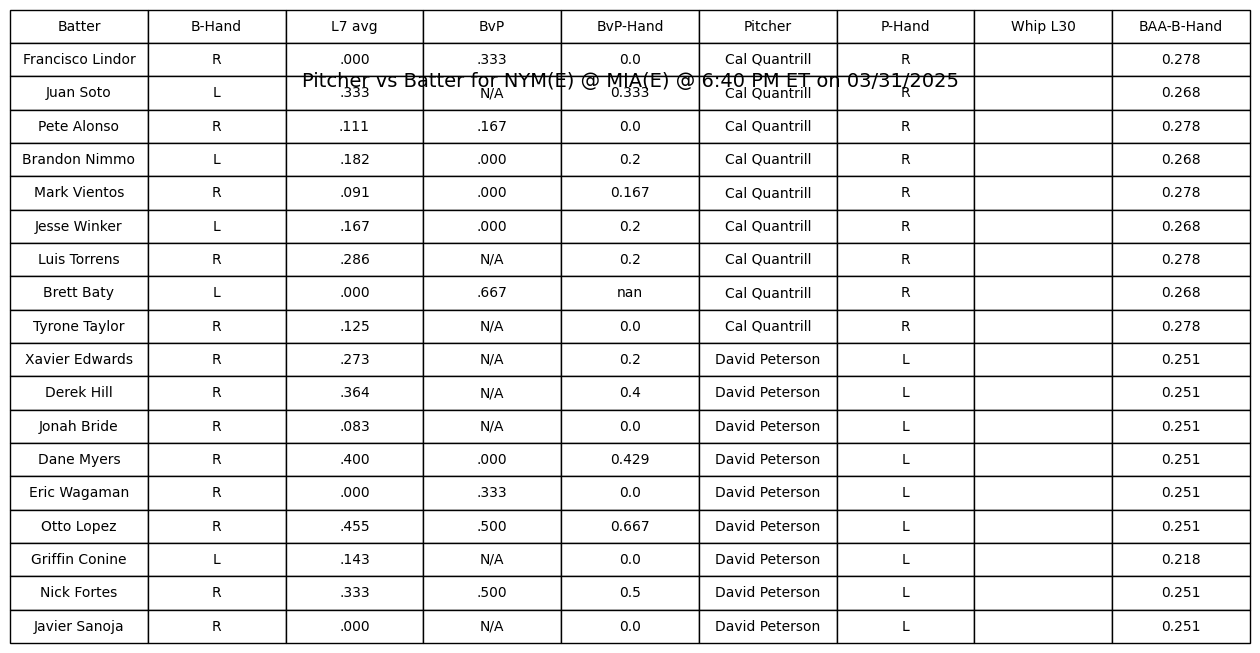 Batter B-Hand L7 avg BvP BvP-Hand Pitcher P-Hand Whip L30 BAA-B-Hand
Francisco Lindor R .000 .333 0.0 Cal Quantrill R 0.278
Pitcher vs Batter for NYM(E) @ MIA(E) @ 6:40 PM ET on 03/31/2025
Juan Soto L .333 N/A 0.333 Cal Quantrill R 0.268
Pete Alonso R .111 .167 0.0 Cal Quantrill R 0.278
Brandon Nimmo L .182 .000 0.2 Cal Quantrill R 0.268
Mark Vientos R .091 .000 0.167 Cal Quantrill R 0.278
Jesse Winker L .167 .000 0.2 Cal Quantrill R 0.268
Luis Torrens R .286 N/A 0.2 Cal Quantrill R 0.278
Brett Baty L .000 .667 nan Cal Quantrill R 0.268
Tyrone Taylor R .125 N/A 0.0 Cal Quantrill R 0.278
Xavier Edwards R .273 N/A 0.2 David Peterson L 0.251
Derek Hill R .364 N/A 0.4 David Peterson L 0.251
Jonah Bride R .083 N/A 0.0 David Peterson L 0.251
Dane Myers R .400 .000 0.429 David Peterson L 0.251
Eric Wagaman R .000 .333 0.0 David Peterson L 0.251
Otto Lopez R .455 .500 0.667 David Peterson L 0.251
Griffin Conine L .143 N/A 0.0 David Peterson L 0.218
Nick Fortes R .333 .500 0.5 David Peterson L 0.251
Javier Sanoja R .000 N/A 0.0 David Peterson L 0.251